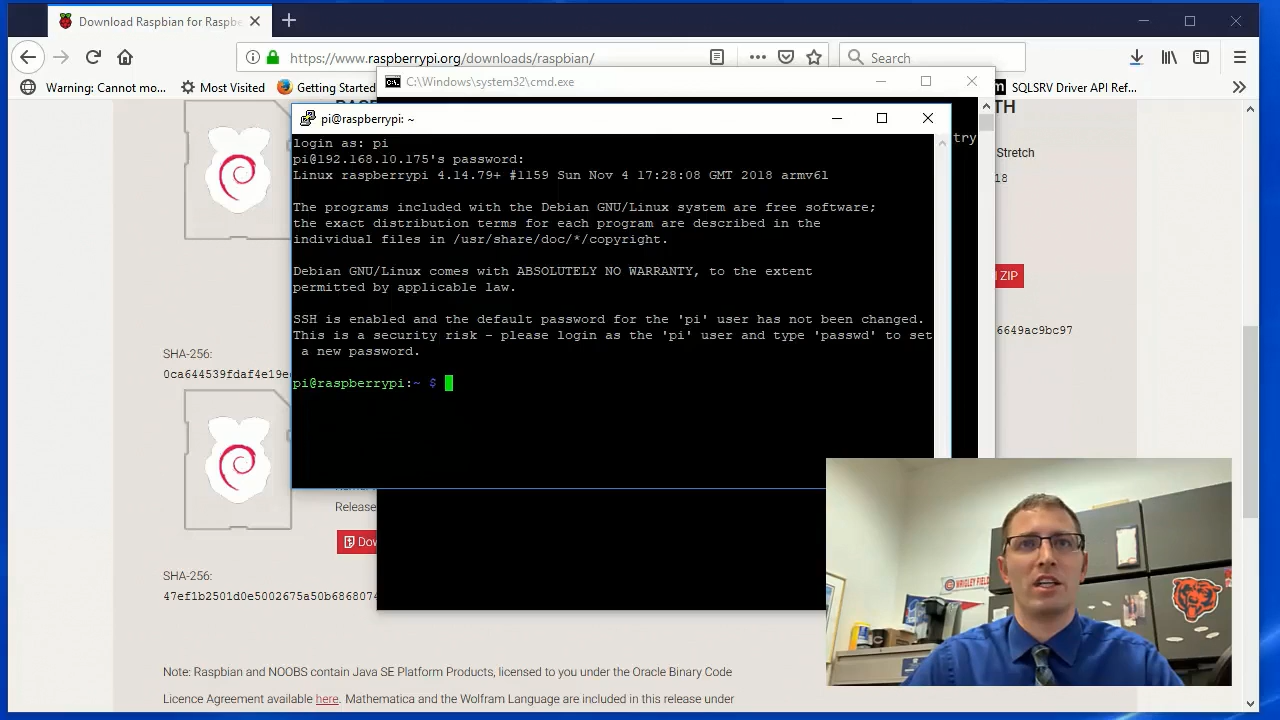 Download Raspbian for Raspbe
https://www.raspberrypi.org/downloads/raspbian/
Search
Warning: Cannot mo...
Most Visited
Getting Started
SQLSRV Driver API Ref...
C:\Windows\system32\cmd.exe
TH
pi@raspberrypi: ~
try
login as: pi
pi@192.168.10.175's password:
Linux raspberrypi 4.14.79+ #1159 Sun Nov 4 17:28:08 GMT 2018 armv6l
Stretch
18
The programs included with the Debian GNU/Linux system are free software;
the exact distribution terms for each program are described in the
individual files in /usr/share/doc/*/copyright.
Debian GNU/Linux comes with ABSOLUTELY NO WARRANTY, to the extent
permitted by applicable law.
ZIP
SSH is enabled and the default password for the 'pi' user has not been changed.
This is a security risk - please login as the 'pi' user and type 'passwd' to set
a new password.
6649ac9bc97
pi@raspberrypi:~ $
SHA-256:
0ca644539fdaf4e19e
Release
Dow
SHA-256:
47ef1b2501d0e5002675a50b6868074
Note: Raspbian and NOOBS contain Java SE Platform Products, licensed to you under the Oracle Binary Code
Licence Agreement available here. Mathematica and the Wolfram Language are included in this release under
WRIGLEY FIELD